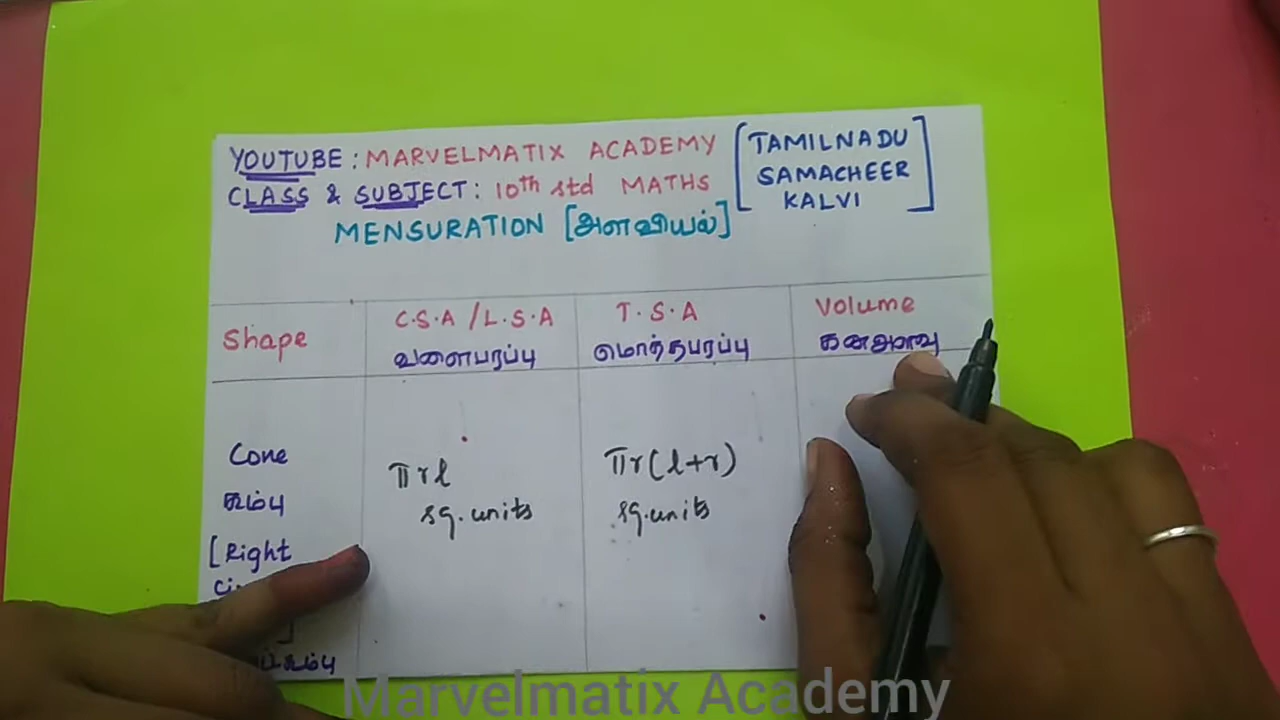 YOUTUBE : MARVELMATIX ACADEMY
CLASS & SUBJECT : 10th std MATHS
[TAMILNADU
SAMACHEER
KALVI]
MENSURATION [அளவியல்]
Shape
C.S.A / L.S.A
வளைபரப்பு
T.S.A
மொத்தபரப்பு
Volume
கனஅளவு
Cone
கூம்பு
[Right
πrl
sq. units
πr(l+r)
sq. units
Marvelmatix Academy